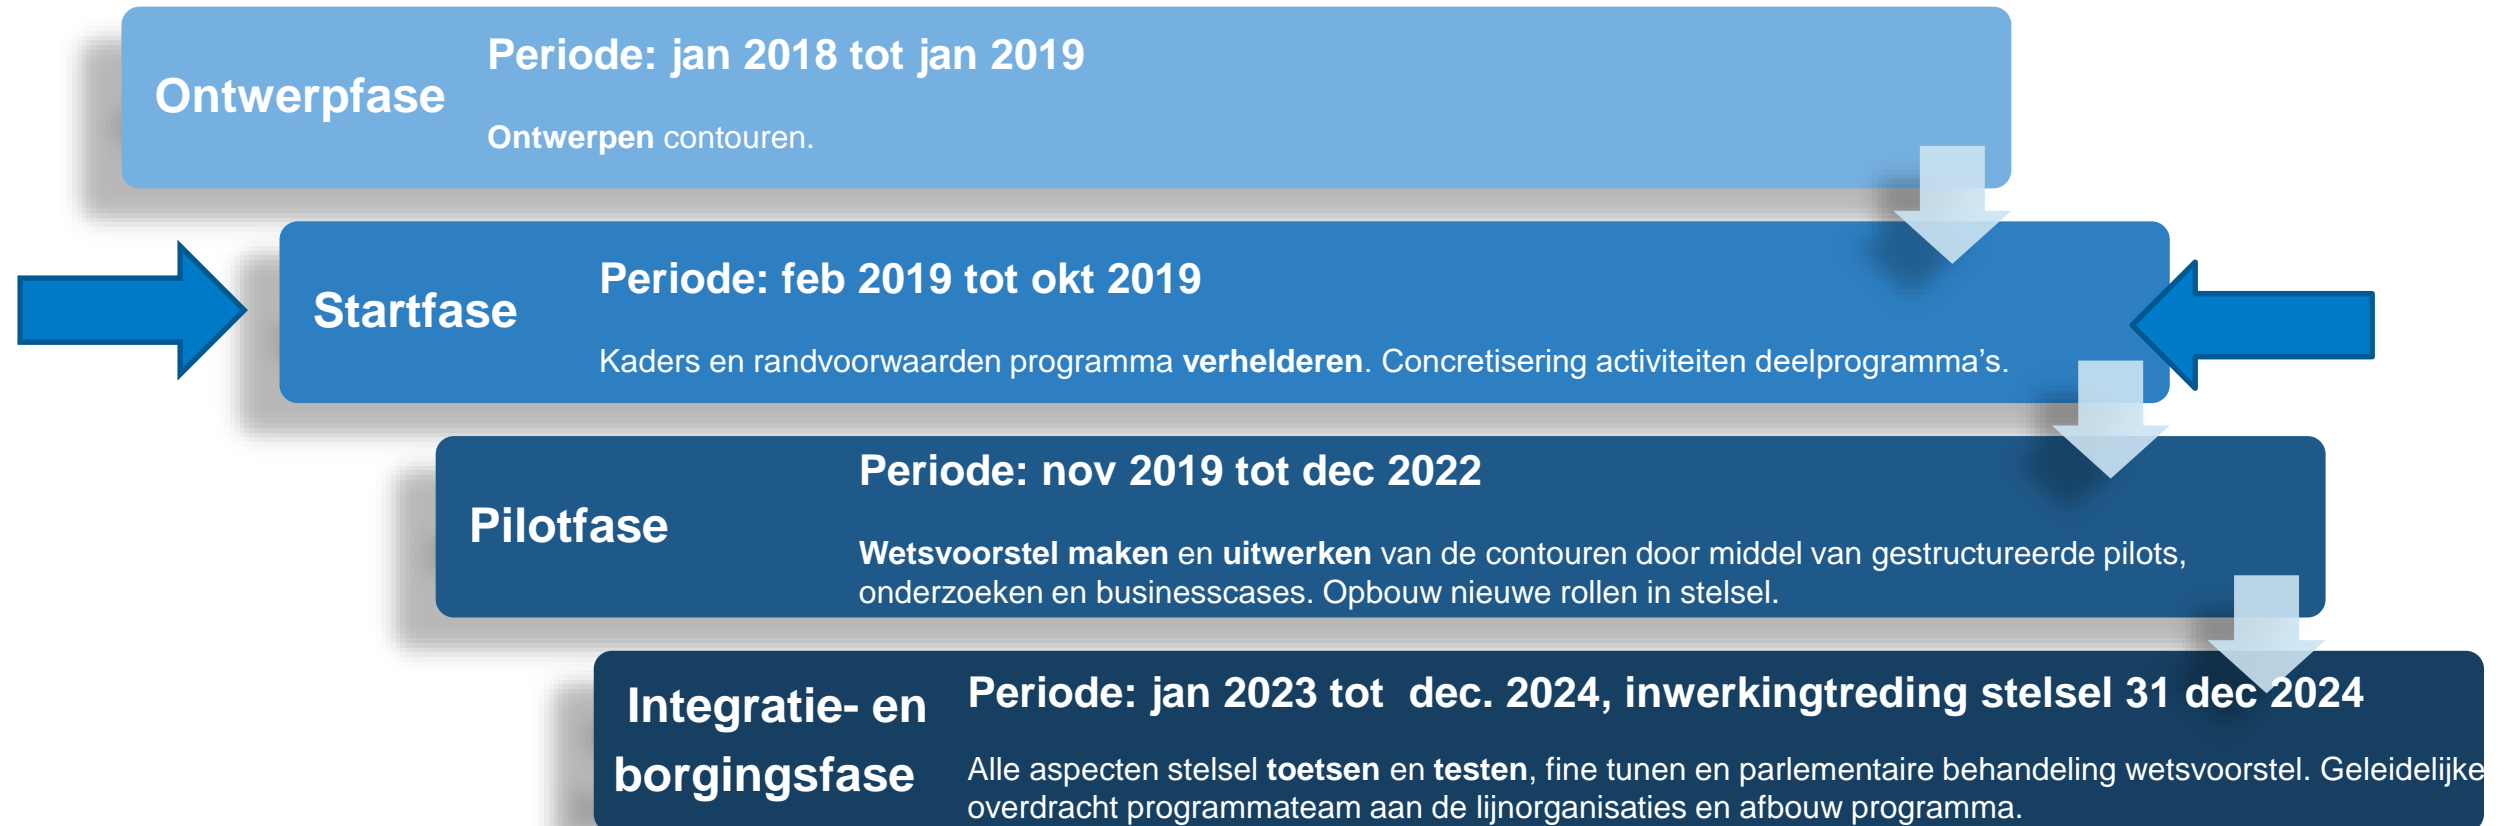 Ontwerpfase
Periode: jan 2018 tot jan 2019
Ontwerpen contouren.
Startfase
Periode: feb 2019 tot okt 2019
Kaders en randvoorwaarden programma verhelderen. Concretisering activiteiten deelprogramma’s.
Pilotfase
Periode: nov 2019 tot dec 2022
Wetsvoorstel maken en uitwerken van de contouren door middel van gestructureerde pilots,
onderzoeken en businesscases. Opbouw nieuwe rollen in stelsel.
Integratie- en
borgingsfase
Periode: jan 2023 tot dec. 2024, inwerkingtreding stelsel 31 dec 2024
Alle aspecten stelsel toetsen en testen, fine tunen en parlementaire behandeling wetsvoorstel. Geleidelijke
overdracht programmateam aan de lijnorganisaties en afbouw programma.